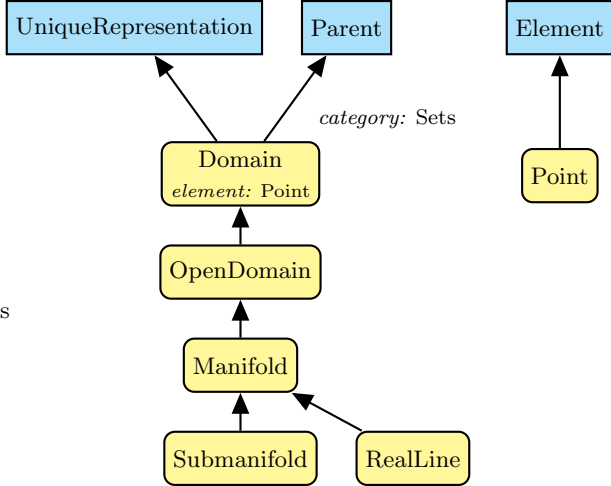 UniqueRepresentation
Parent
Element
category: Sets
Domain
element: Point
Point
OpenDomain
s
Manifold
Submanifold
RealLine